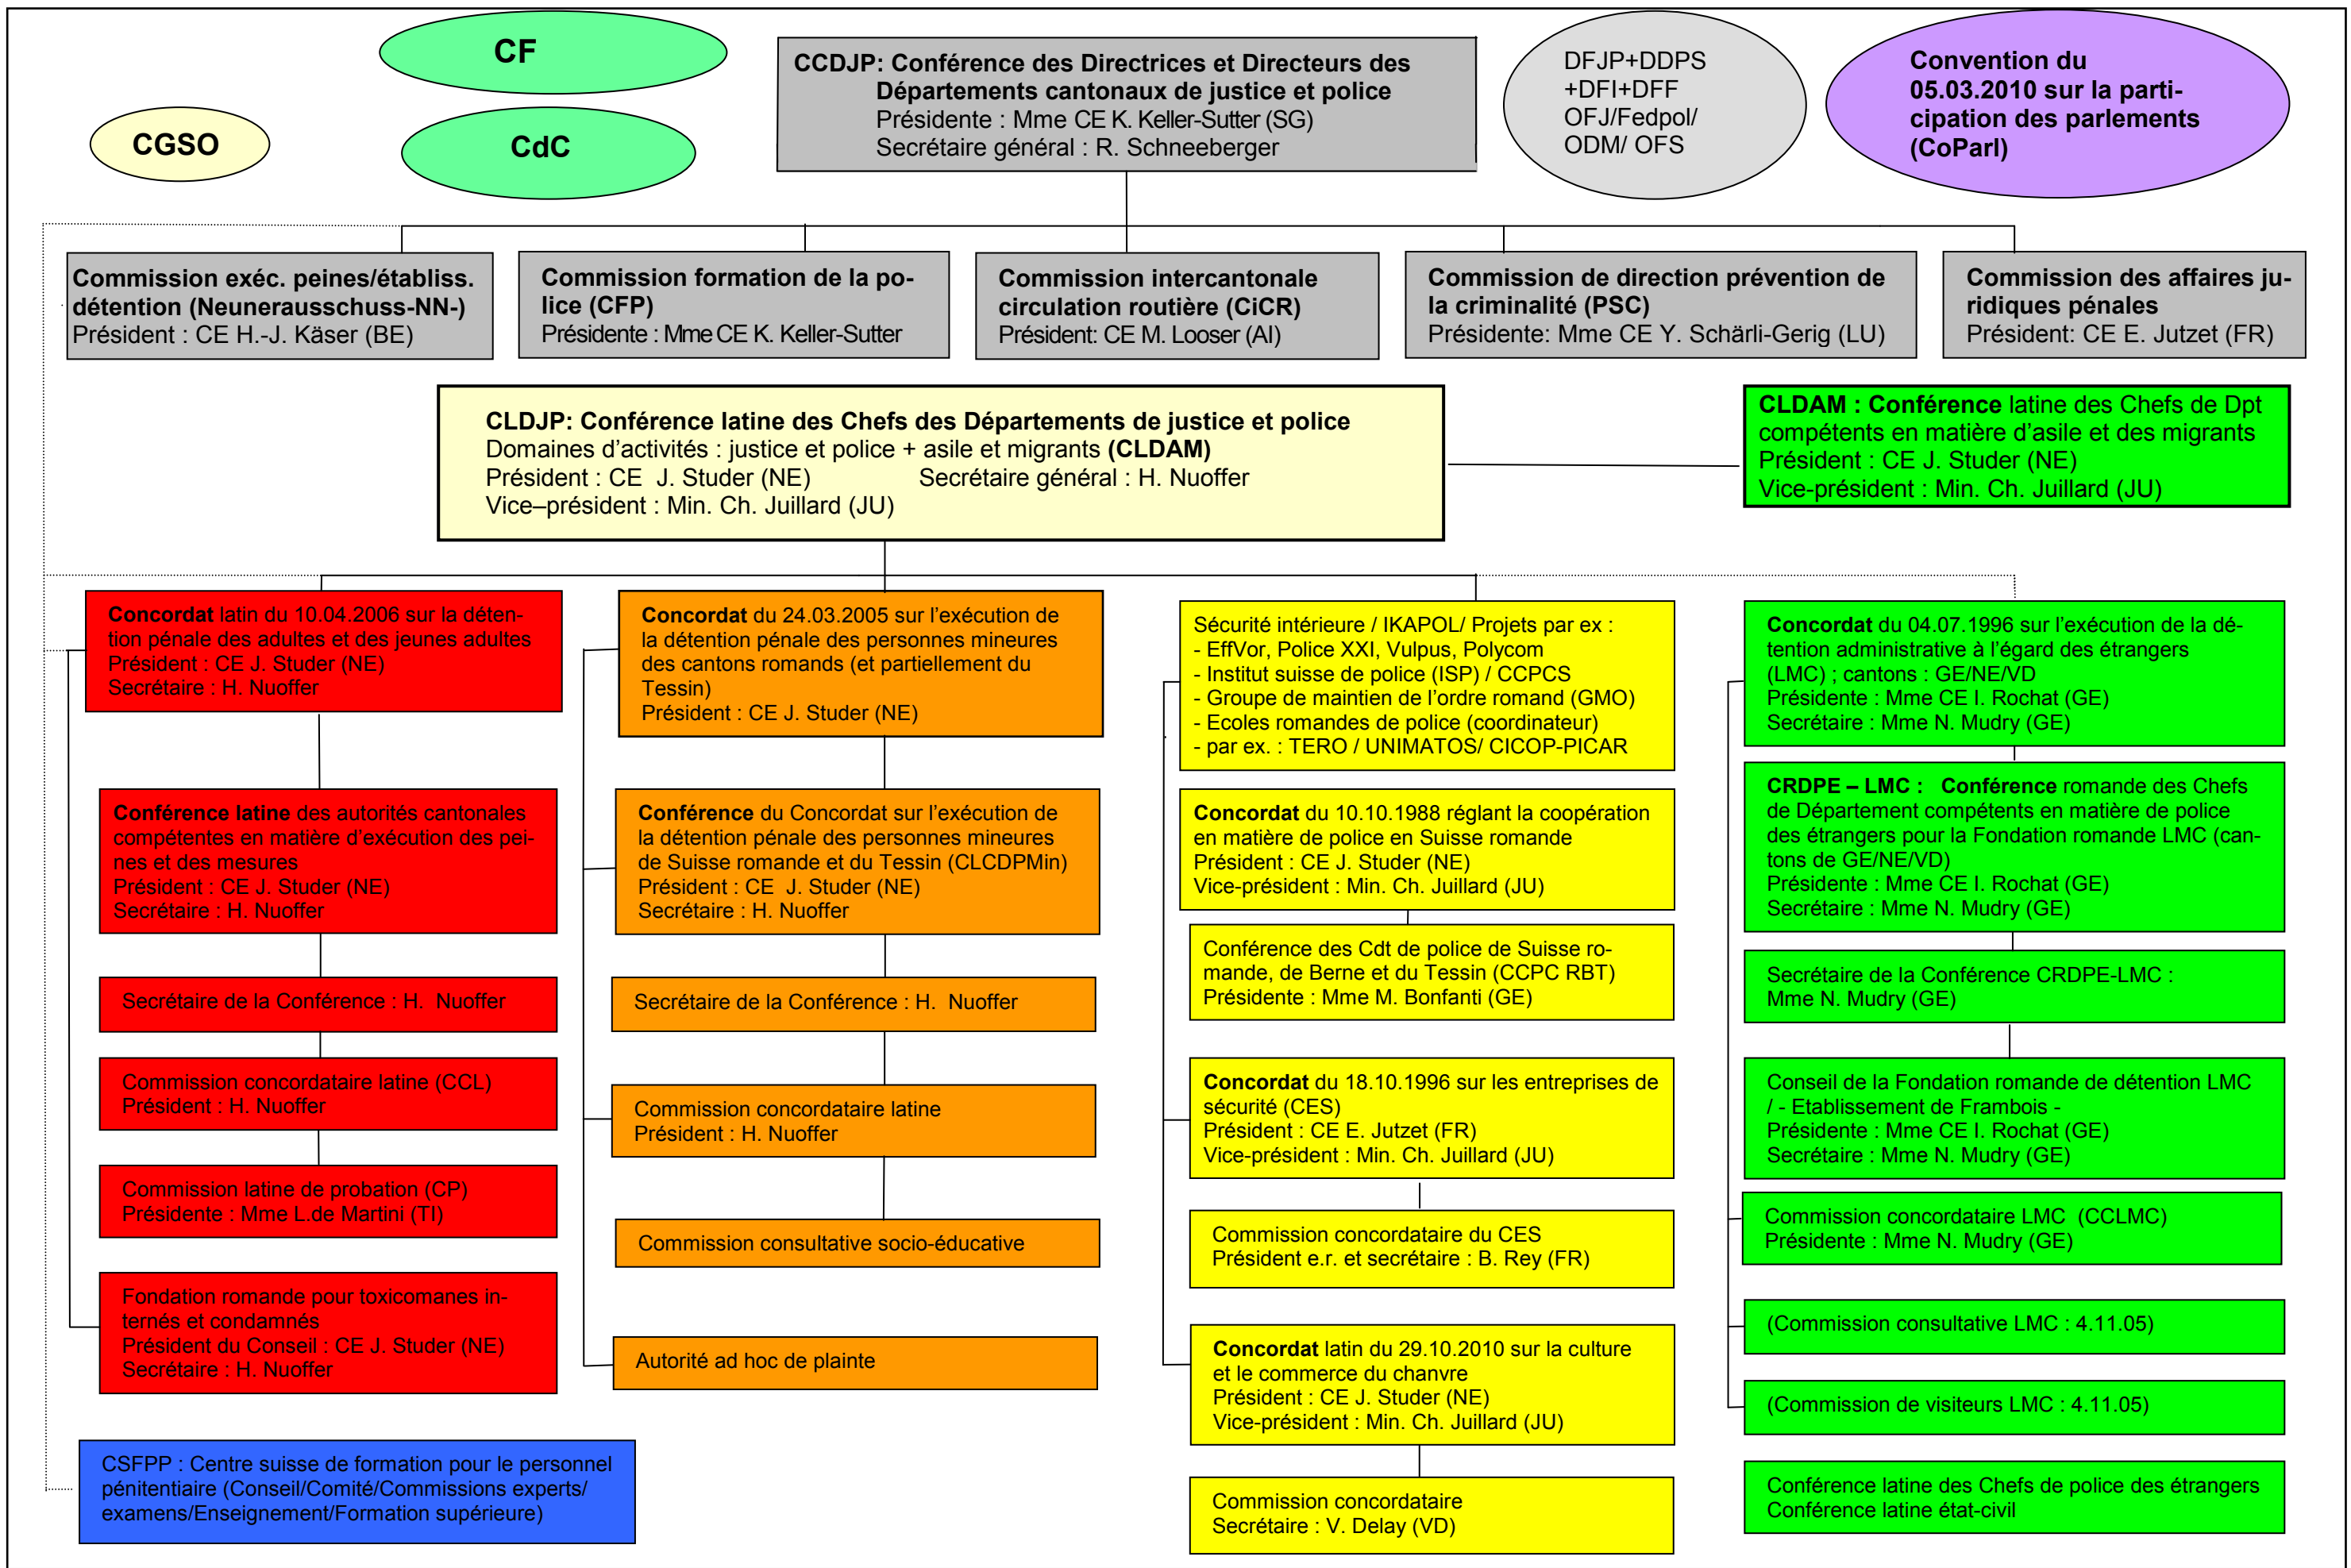 CF
CGSO
CdC
CCDJP: Conférence des Directrices et Directeurs des
Départements cantonaux de justice et police
Présidente : Mme CE K. Keller-Sutter (SG)
Secrétaire général : R. Schneeberger
DFJP+DDPS
+DFI+DFF
OFJ/Fedpol/
ODM/ OFS
Convention du
05.03.2010 sur la parti-
cipation des parlements
(CoParl)
Commission exéc. peines/établiss.
détention (Neunerausschuss-NN-)
Président : CE H.-J. Käser (BE)
Commission formation de la po-
lice (CFP)
Présidente : Mme CE K. Keller-Sutter
Commission intercantonale
circulation routière (CiCR)
Président: CE M. Looser (AI)
Commission de direction prévention de
la criminalité (PSC)
Présidente: Mme CE Y. Schärli-Gerig (LU)
Commission des affaires ju-
ridiques pénales
Président: CE E. Jutzet (FR)
CLDJP: Conférence latine des Chefs des Départements de justice et police
Domaines d'activités : justice et police + asile et migrants (CLDAM)
Président : CE J. Studer (NE) Secrétaire général : H. Nuoffer
Vice–président : Min. Ch. Juillard (JU)
CLDAM : Conférence latine des Chefs de Dpt
compétents en matière d'asile et des migrants
Président : CE J. Studer (NE)
Vice-président : Min. Ch. Juillard (JU)
Concordat latin du 10.04.2006 sur la déten-
tion pénale des adultes et des jeunes adultes
Président : CE J. Studer (NE)
Secrétaire : H. Nuoffer
Conférence latine des autorités cantonales
compétentes en matière d'exécution des pei-
nes et des mesures
Président : CE J. Studer (NE)
Secrétaire : H. Nuoffer
Secrétaire de la Conférence : H. Nuoffer
Commission concordataire latine (CCL)
Président : H. Nuoffer
Commission latine de probation (CP)
Présidente : Mme L.de Martini (TI)
Fondation romande pour toxicomanes in-
ternés et condamnés
Président du Conseil : CE J. Studer (NE)
Secrétaire : H. Nuoffer
CSFPP : Centre suisse de formation pour le personnel
pénitentiaire (Conseil/Comité/Commissions experts/
examens/Enseignement/Formation supérieure)
Concordat du 24.03.2005 sur l'exécution de
la détention pénale des personnes mineures
des cantons romands (et partiellement du
Tessin)
Président : CE J. Studer (NE)
Conférence du Concordat sur l'exécution de
la détention pénale des personnes mineures
de Suisse romande et du Tessin (CLCDPMin)
Président : CE J. Studer (NE)
Secrétaire : H. Nuoffer
Secrétaire de la Conférence : H. Nuoffer
Commission concordataire latine
Président : H. Nuoffer
Commission consultative socio-éducative
Autorité ad hoc de plainte
Sécurité intérieure / IKAPOL/ Projets par ex :
- EffVor, Police XXI, Vulpus, Polycom
- Institut suisse de police (ISP) / CCPCS
- Groupe de maintien de l'ordre romand (GMO)
- Ecoles romandes de police (coordinateur)
- par ex. : TERO / UNIMATOS/ CICOP-PICAR
Concordat du 10.10.1988 réglant la coopération
en matière de police en Suisse romande
Président : CE J. Studer (NE)
Vice-président : Min. Ch. Juillard (JU)
Conférence des Cdt de police de Suisse ro-
mande, de Berne et du Tessin (CCPC RBT)
Présidente : Mme M. Bonfanti (GE)
Concordat du 18.10.1996 sur les entreprises de
sécurité (CES)
Président : CE E. Jutzet (FR)
Vice-président : Min. Ch. Juillard (JU)
Commission concordataire du CES
Président e.r. et secrétaire : B. Rey (FR)
Concordat latin du 29.10.2010 sur la culture
et le commerce du chanvre
Président : CE J. Studer (NE)
Vice-président : Min. Ch. Juillard (JU)
Commission concordataire
Secrétaire : V. Delay (VD)
Concordat du 04.07.1996 sur l'exécution de la dé-
tention administrative à l'égard des étrangers
(LMC) ; cantons : GE/NE/VD
Présidente : Mme CE I. Rochat (GE)
Secrétaire : Mme N. Mudry (GE)
CRDPE – LMC : Conférence romande des Chefs
de Département compétents en matière de police
des étrangers pour la Fondation romande LMC (can-
tons de GE/NE/VD)
Présidente : Mme CE I. Rochat (GE)
Secrétaire : Mme N. Mudry (GE)
Secrétaire de la Conférence CRDPE-LMC :
Mme N. Mudry (GE)
Conseil de la Fondation romande de détention LMC
/ - Etablissement de Frambois -
Présidente : Mme CE I. Rochat (GE)
Secrétaire : Mme N. Mudry (GE)
Commission concordataire LMC (CCLMC)
Présidente : Mme N. Mudry (GE)
(Commission consultative LMC : 4.11.05)
(Commission de visiteurs LMC : 4.11.05)
Conférence latine des Chefs de police des étrangers
Conférence latine état-civil